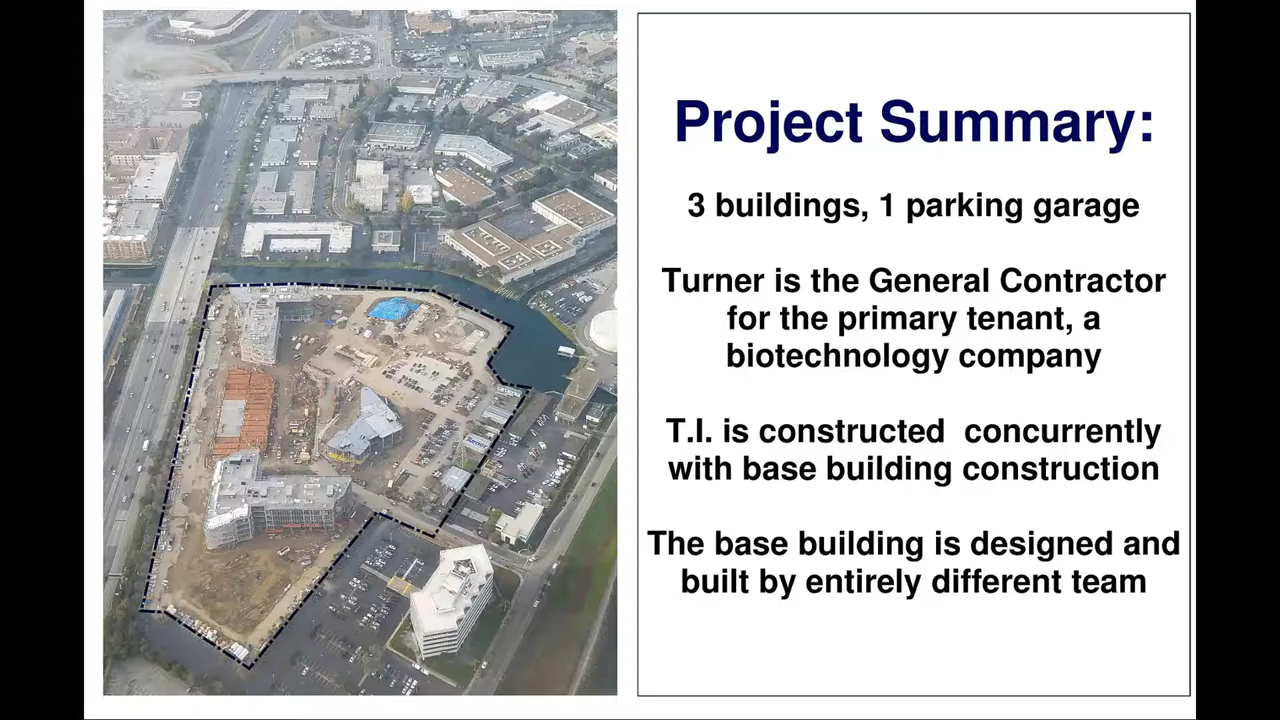 Project Summary:
3 buildings, 1 parking garage
Turner is the General Contractor
for the primary tenant, a
biotechnology company
T.I. is constructed  concurrently
with base building construction
The base building is designed and
built by entirely different team